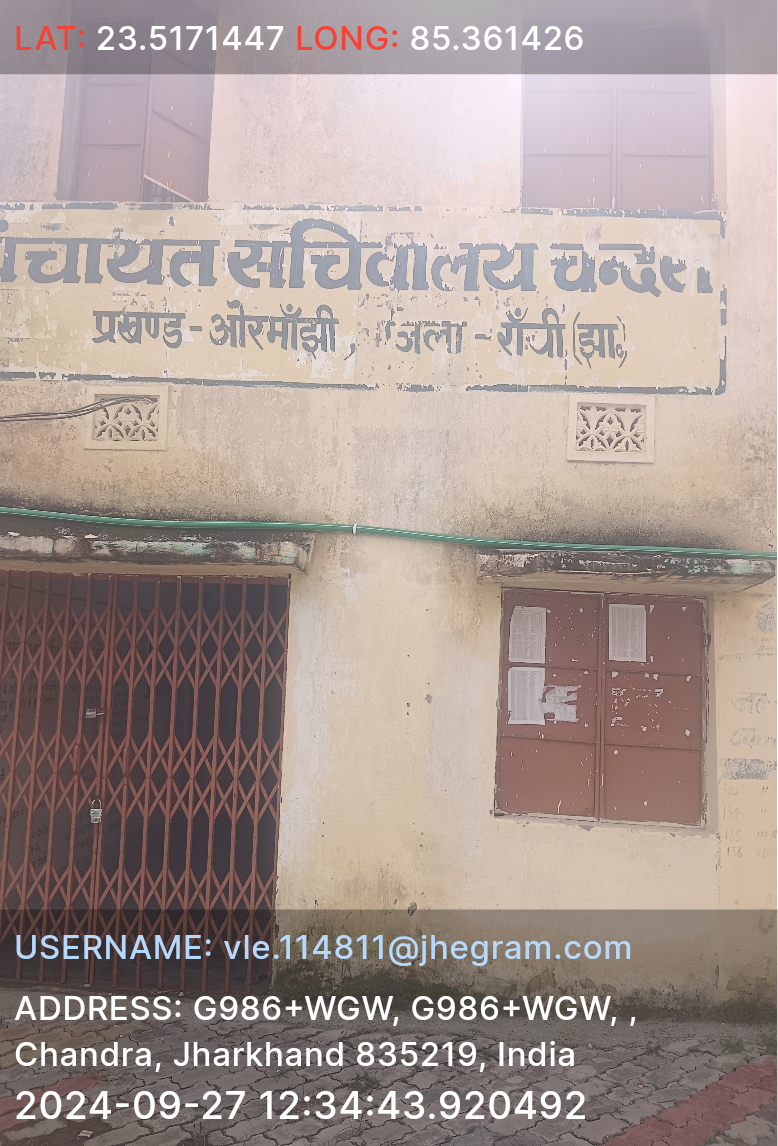 LAT: 23.5171447 LONG: 85.361426
पंचायत सचिवालय चन्दरा
प्रखण्ड - ओरमाँझी, जिला - राँची (झा॰)
USERNAME: vle.114811@jhegram.com
ADDRESS: G986+WGW, G986+WGW, ,
Chandra, Jharkhand 835219, India
2024-09-27 12:34:43.920492